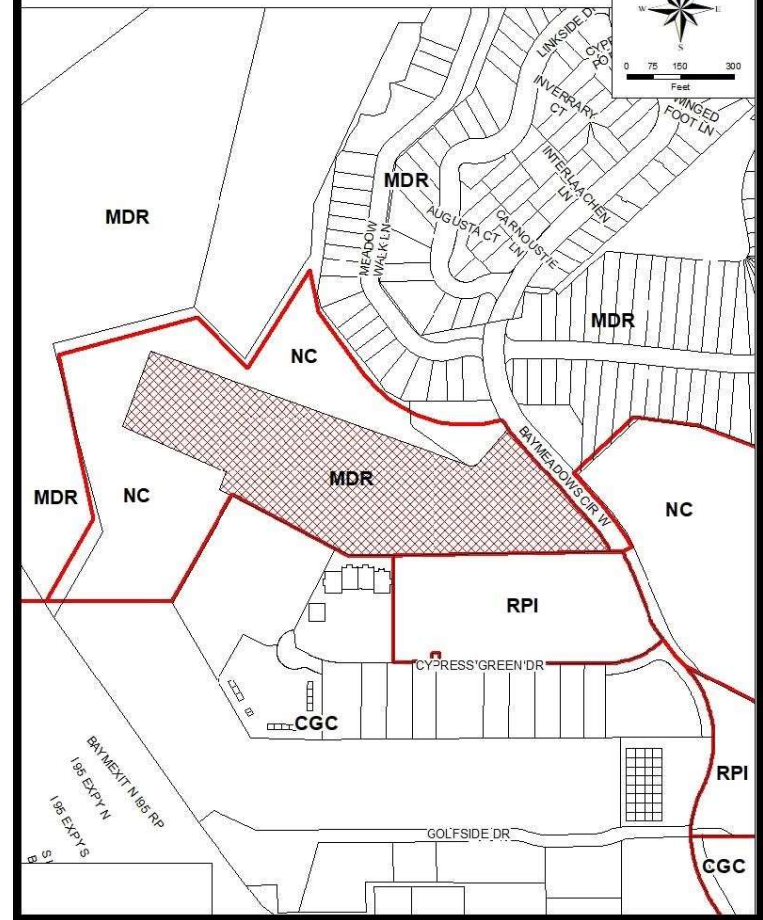 W E
S
0 75 150 300
Feet
LINKSIDE DR
INVERRARY
CT
WINGED
FOOT LN
INTERLAACHEN
LN
MDR
MDR
AUGUSTA CT
CARNOUSTIE
LN
MEADOW
WALK LN
MDR
NC
BAYMEADOWS CIR W
MDR
MDR
NC
NC
RPI
CYPRESS GREEN DR
CGC
BAYMEXIT N I95 RP
I 95 EXPY N
I 95 EXPY S
RPI
GOLFSIDE DR
CGC